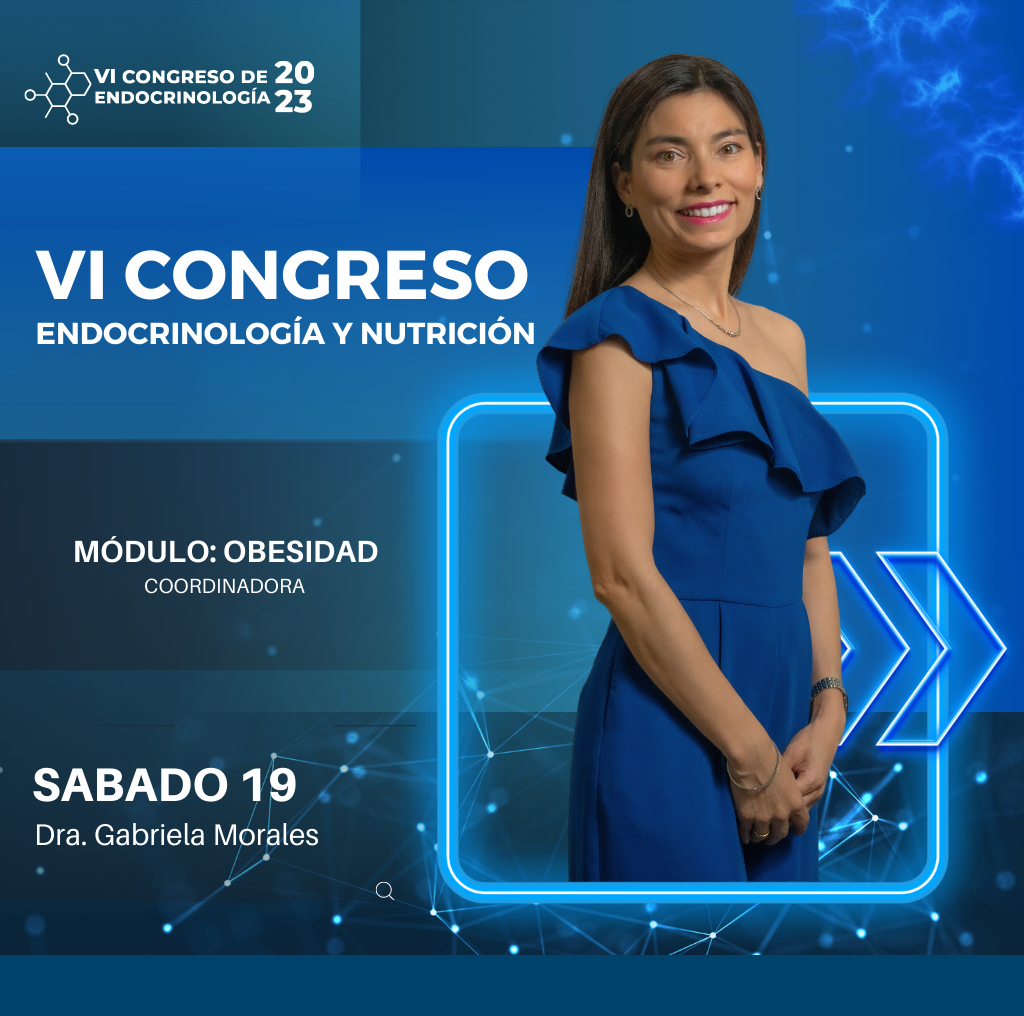 VI CONGRESO DE 20
ENDOCRINOLOGÍA 23
VI CONGRESO
ENDOCRINOLOGÍA Y NUTRICIÓN
MÓDULO: OBESIDAD
COORDINADORA
SABADO 19
Dra. Gabriela Morales